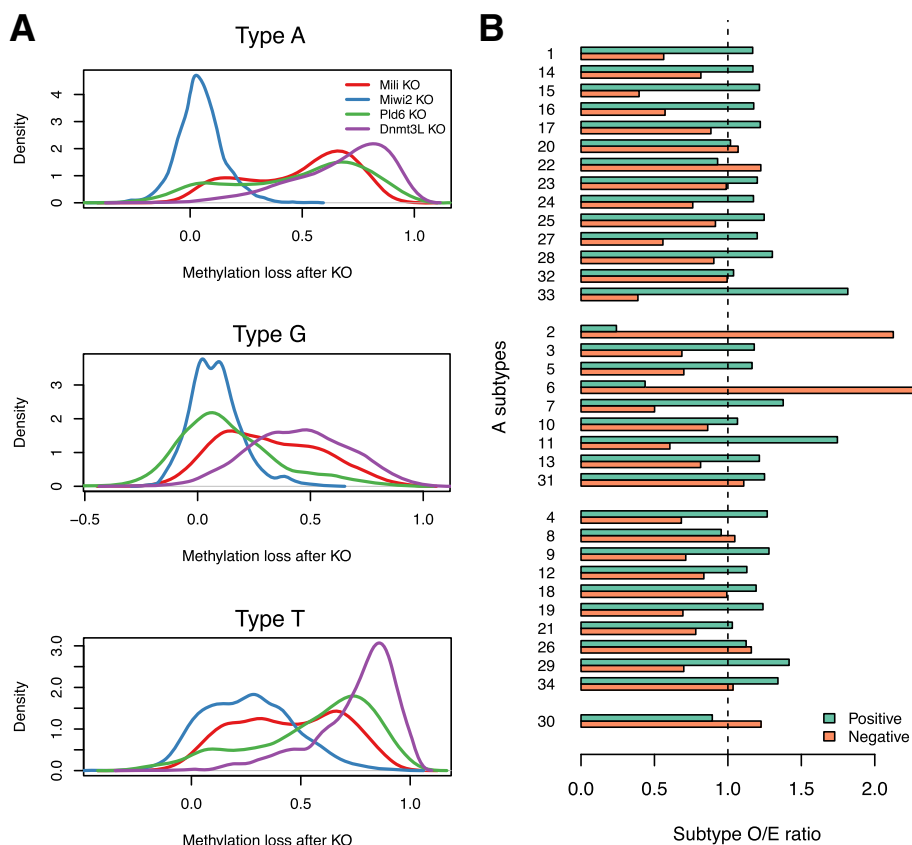 A
Type A
Density
0
1
2
3
4
Mili KO
Miwi2 KO
Pld6 KO
Dnmt3L KO
0.0 0.5 1.0
Methylation loss after KO
Type G
Density
0
1
2
3
−0.5 0.0 0.5 1.0
Methylation loss after KO
Type T
Density
0.0
1.0
2.0
3.0
0.0 0.5 1.0
Methylation loss after KO
B
A subtypes
1
14
15
16
17
20
22
23
24
25
27
28
32
33
2
3
5
6
7
10
11
13
31
4
8
9
12
18
19
21
26
29
34
30
Positive
Negative
0.0 0.5 1.0 1.5 2.0
Subtype O/E ratio